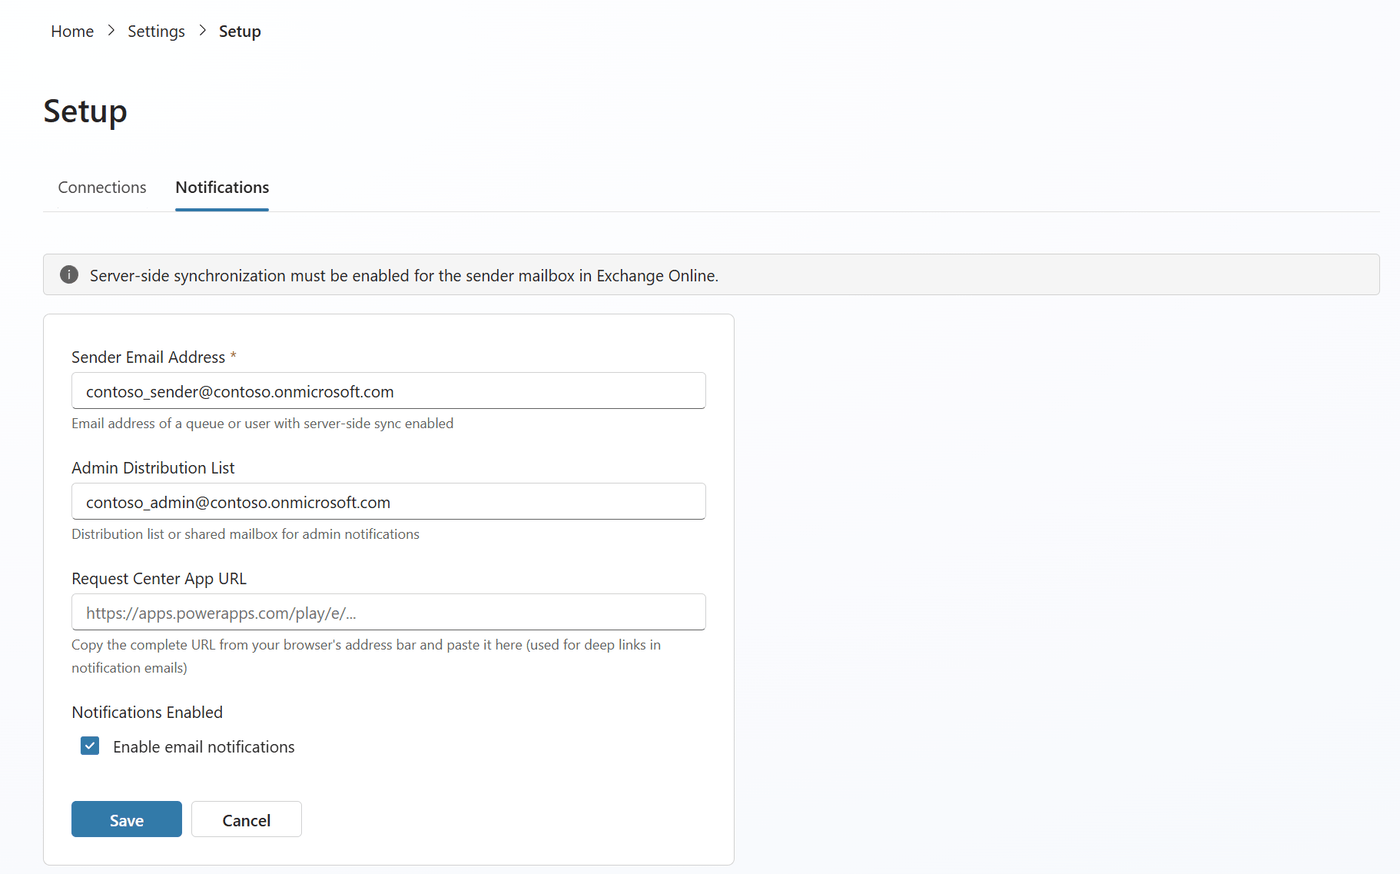 Home > Settings > Setup
Setup
Connections Notifications
Server-side synchronization must be enabled for the sender mailbox in Exchange Online.
Sender Email Address *
contoso_sender@contoso.onmicrosoft.com
Email address of a queue or user with server-side sync enabled
Admin Distribution List
contoso_admin@contoso.onmicrosoft.com
Distribution list or shared mailbox for admin notifications
Request Center App URL
https://apps.powerapps.com/play/e/...
Copy the complete URL from your browser's address bar and paste it here (used for deep links in
notification emails)
Notifications Enabled
Enable email notifications
Save Cancel